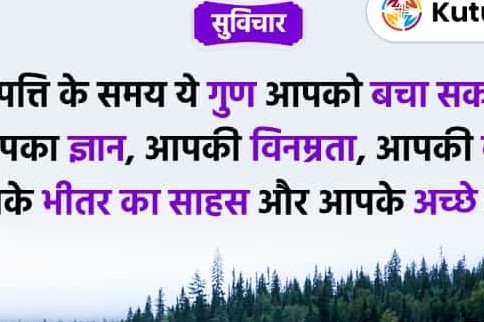 सुविचार
Kutu
पत्ति के समय ये गुण आपको बचा सक
पका ज्ञान, आपकी विनम्रता, आपकी
के भीतर का साहस और आपके अच्छे